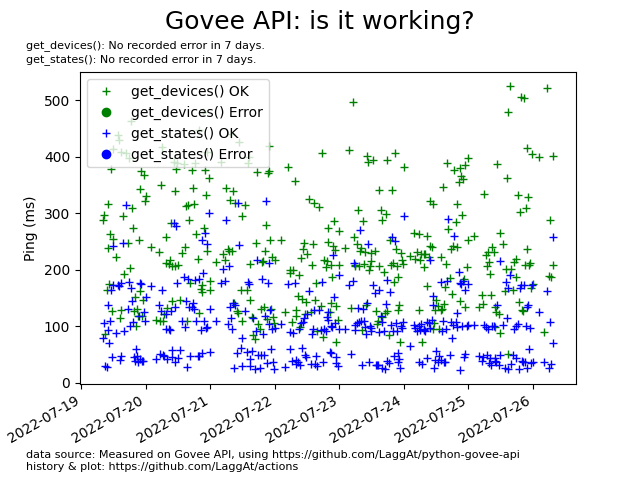 Govee API: is it working?
get_devices(): No recorded error in 7 days.
get_states(): No recorded error in 7 days.
get_devices() OK
get_devices() Error
get_states() OK
get_states() Error
Ping (ms)
500
400
300
200
100
0
2022-07-19
2022-07-20
2022-07-21
2022-07-22
2022-07-23
2022-07-24
2022-07-25
2022-07-26
data source: Measured on Govee API, using https://github.com/LaggAt/python-govee-api
history & plot: https://github.com/LaggAt/actions